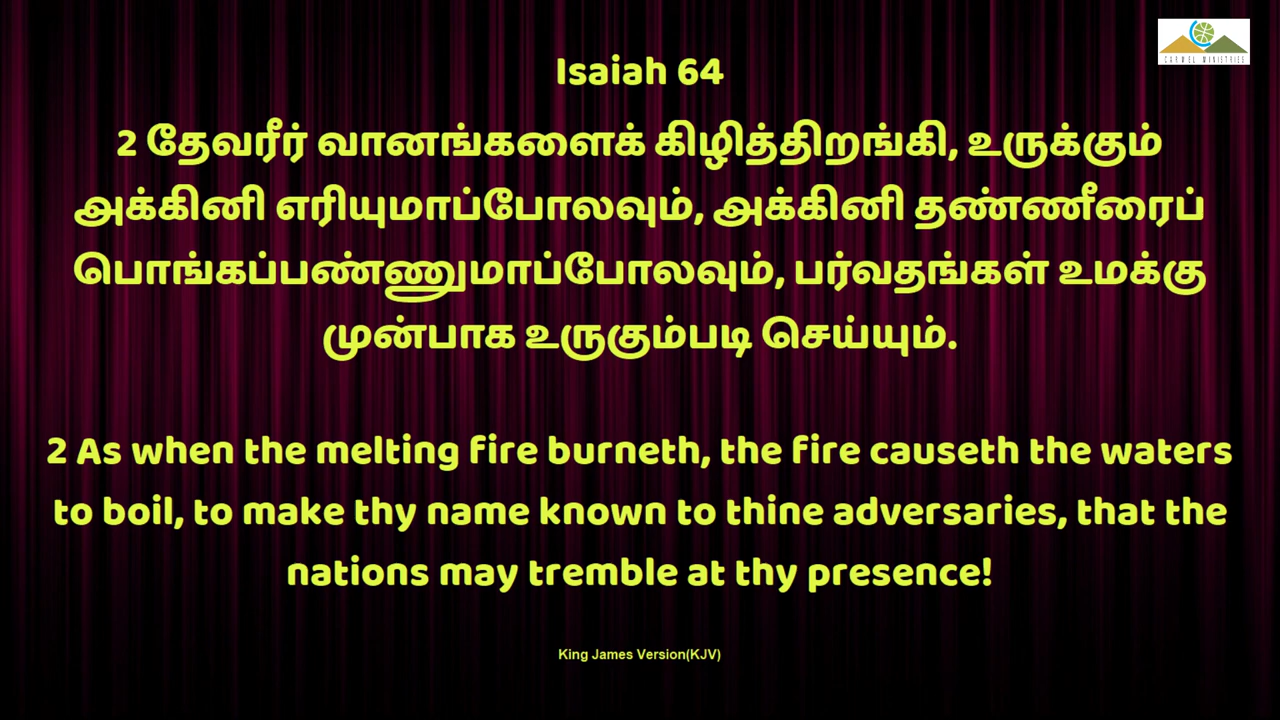 CARMEL MINISTRIES
Isaiah 64
2 தேவரீர் வானங்களைக் கிழித்திறங்கி, உருக்கும்
அக்கினி எரியுமாப்போலவும், அக்கினி தண்ணீரைப்
பொங்கப்பண்ணுமாப்போலவும், பர்வதங்கள் உமக்கு
முன்பாக உருகும்படி செய்யும்.
2 As when the melting fire burneth, the fire causeth the waters
to boil, to make thy name known to thine adversaries, that the
nations may tremble at thy presence!
King James Version(KJV)